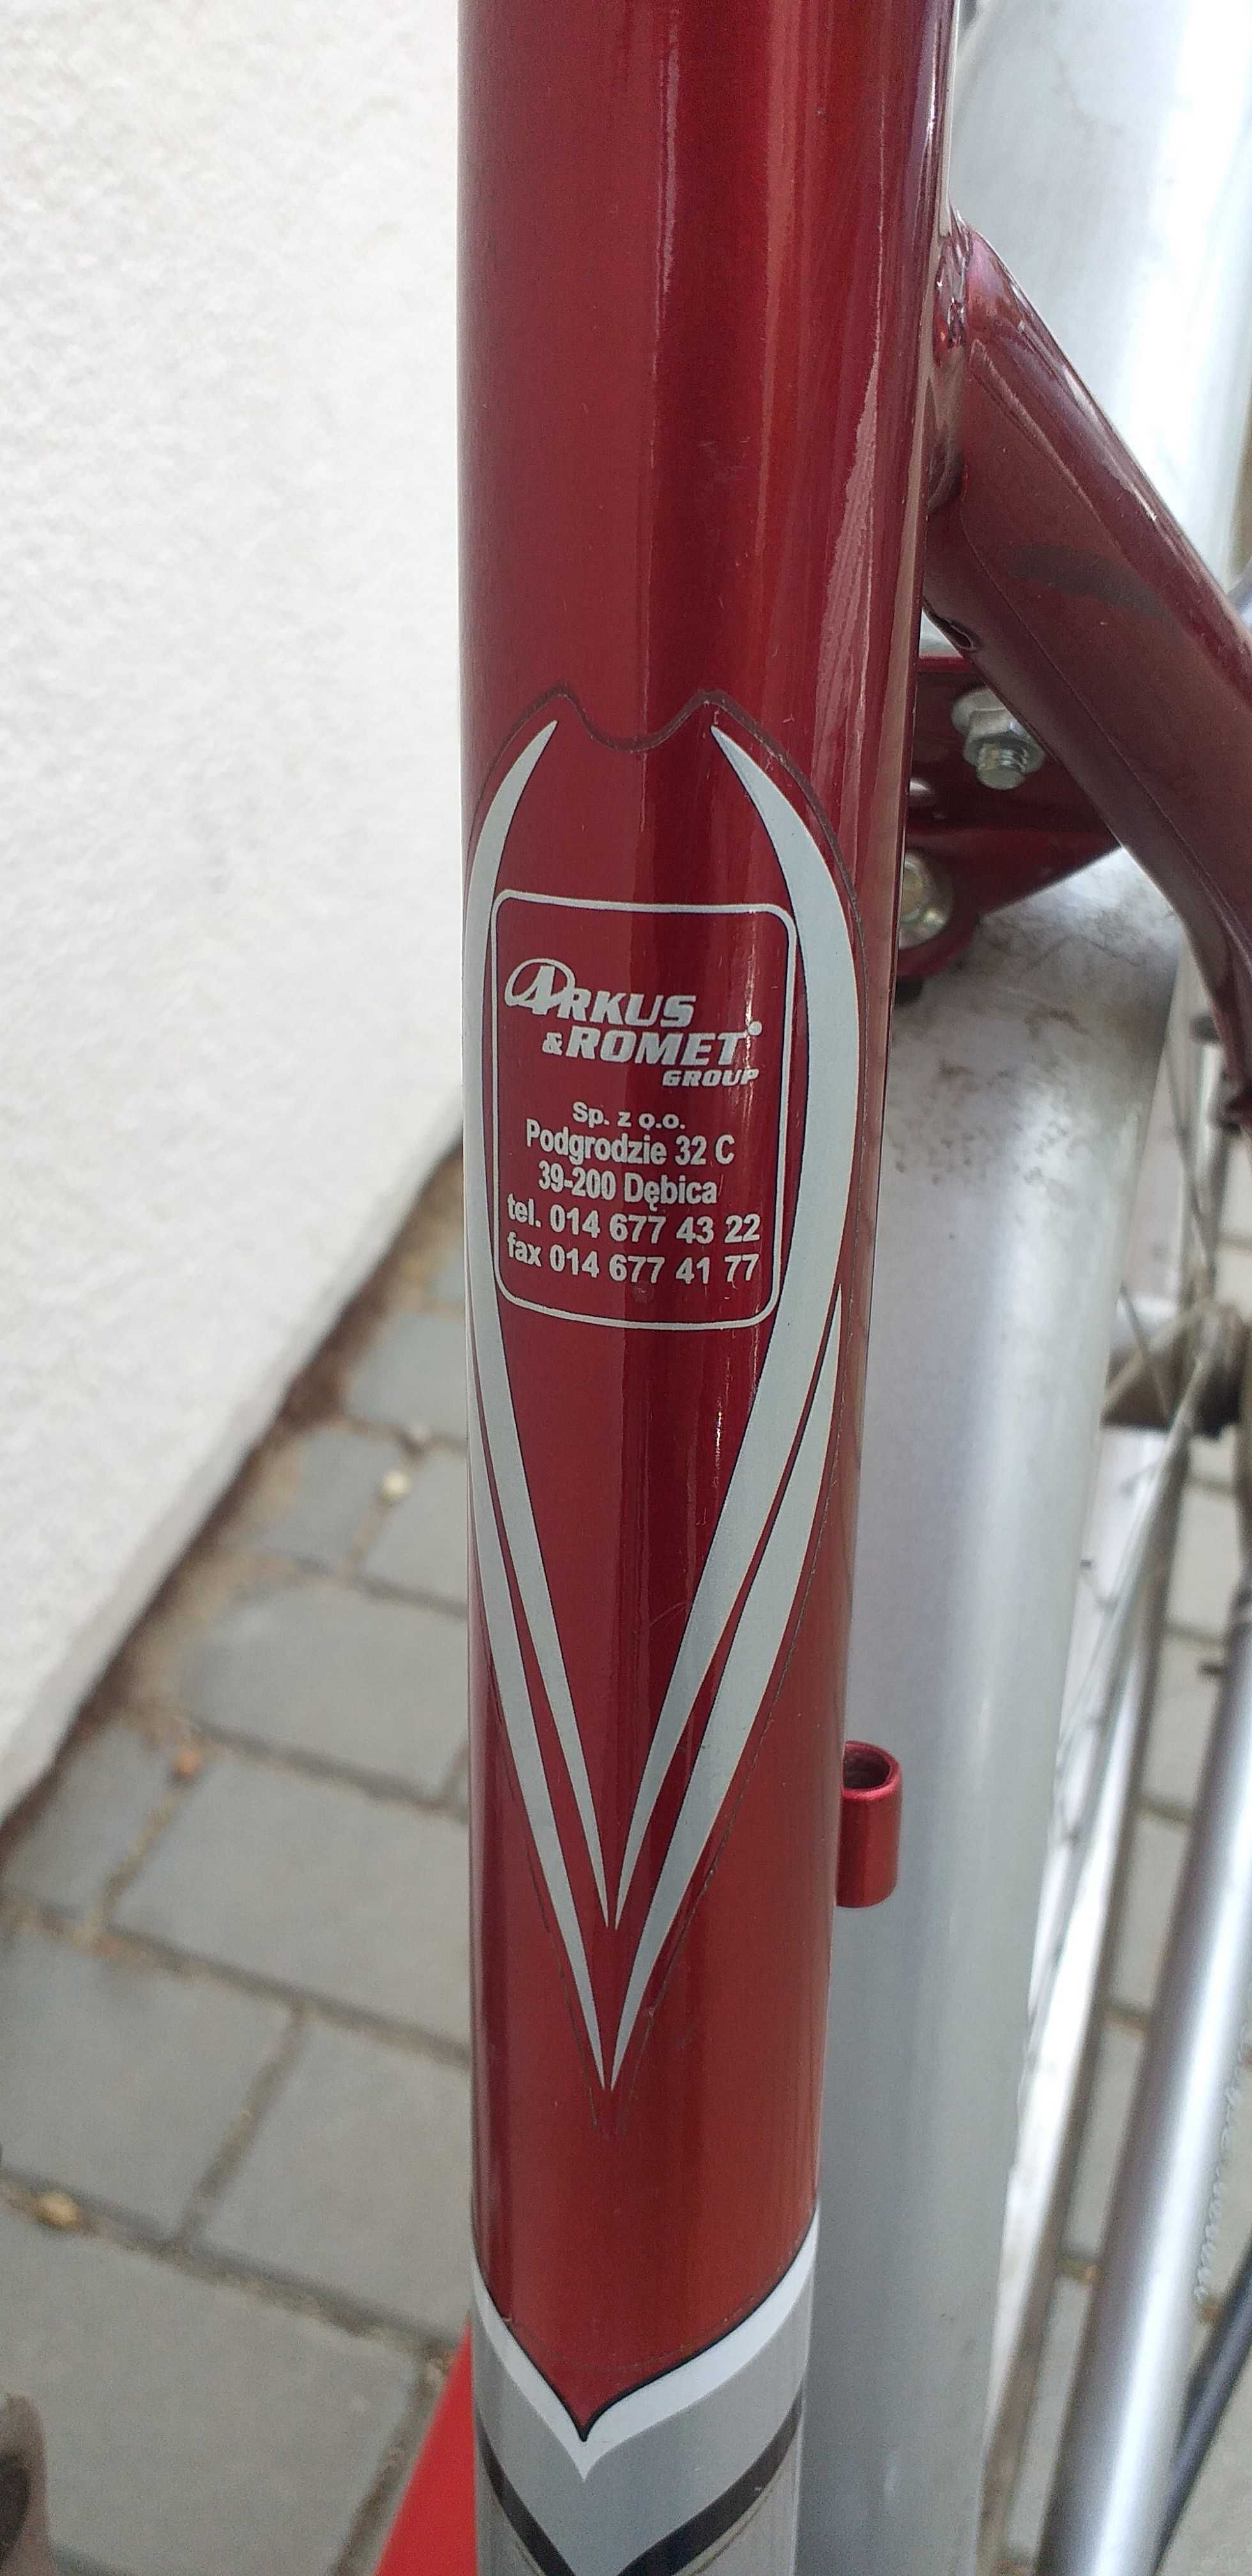 ARKUS
&ROMET®
GROUP
Sp. z o.o.
Podgrodzie 32 C
39-200 Dębica
tel. 014 677 43 22
fax 014 677 41 77